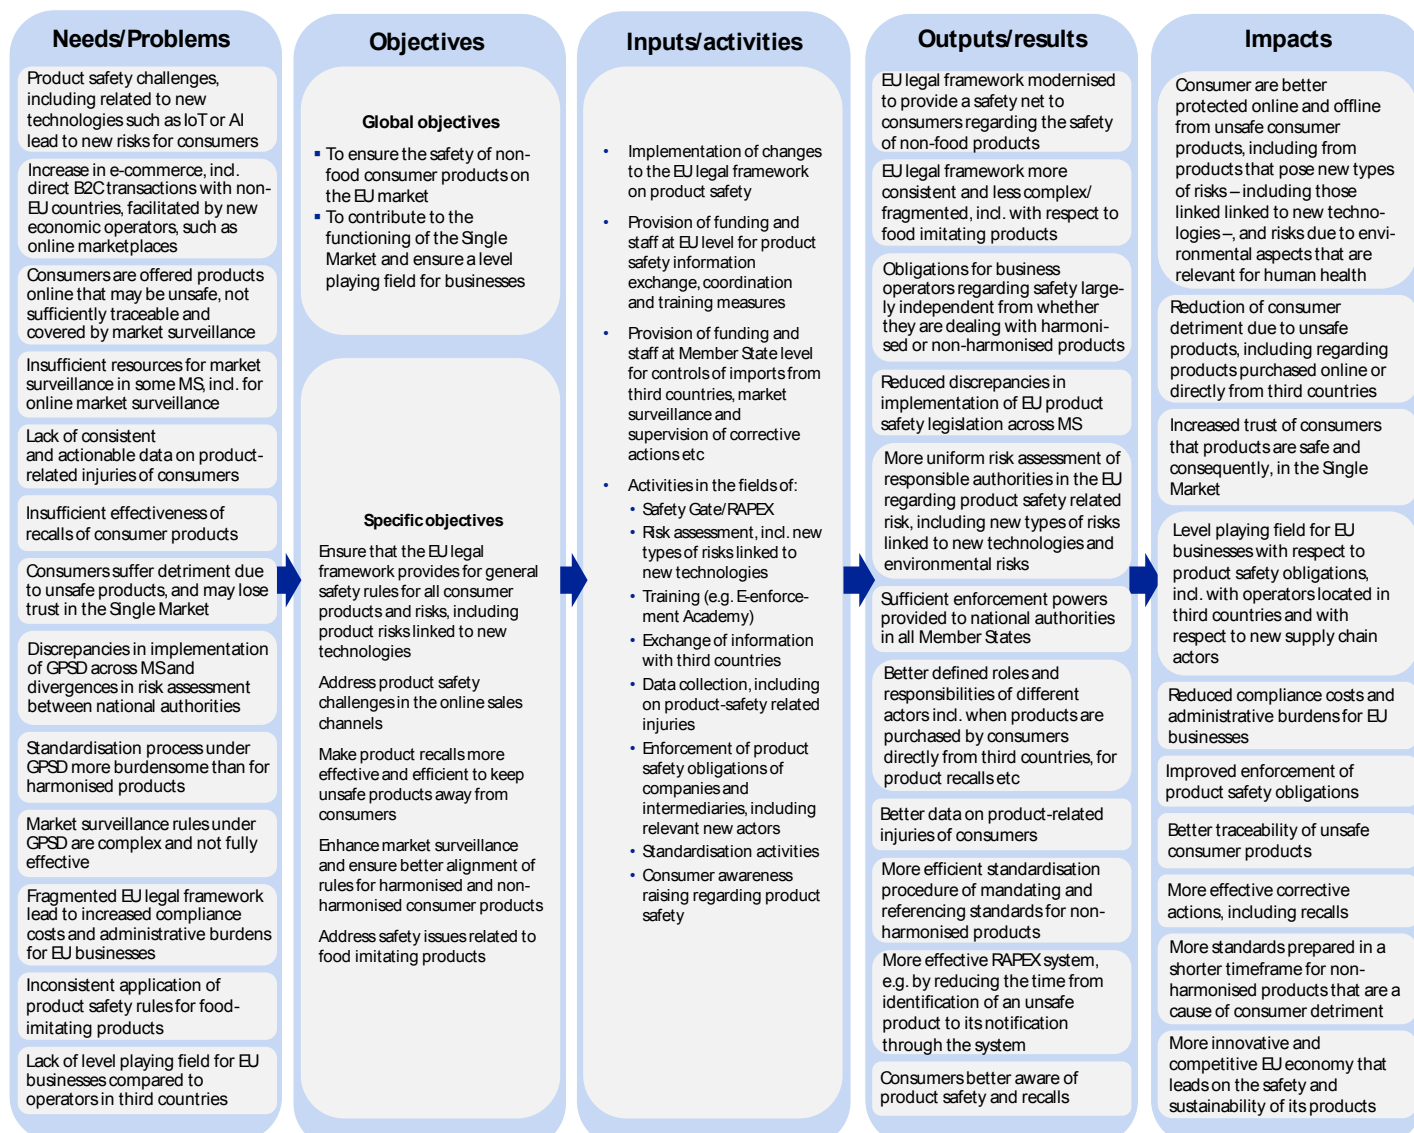 Needs/Problems
Product safety challenges,
including related to new
technologies such as IoT or AI
lead to new risks for consumers
Increase in e-commerce, incl.
direct B2C transactions with non-
EU countries, facilitated by new
economic operators, such as
online marketplaces
Consumers are offered products
online that may be unsafe, not
sufficiently traceable and
covered by market surveillance
Insufficient resources for market
surveillance in some MS, incl. for
online market surveillance
Lack of consistent
and actionable data on product-
related injuries of consumers
Insufficient effectiveness of
recalls of consumer products
Consumers suffer detriment due
to unsafe products, and may lose
trust in the Single Market
Discrepancies in implementation
of GPSD across MS and
divergences in risk assessment
between national authorities
Standardisation process under
GPSD more burdensome than for
harmonised products
Market surveillance rules under
GPSD are complex and not fully
effective
Fragmented EU legal framework
lead to increased compliance
costs and administrative burdens
for EU businesses
Inconsistent application of
product safety rules for food-
imitating products
Lack of level playing field for EU
businesses compared to
operators in third countries
Objectives
Global objectives
▪ To ensure the safety of non-
food consumer products on
the EU market
▪ To contribute to the
functioning of the Single
Market and ensure a level
playing field for businesses
Specific objectives
Ensure that the EU legal
framework provides for general
safety rules for all consumer
products and risks, including
product risks linked to new
technologies
Address product safety
challenges in the online sales
channels
Make product recalls more
effective and efficient to keep
unsafe products away from
consumers
Enhance market surveillance
and ensure better alignment of
rules for harmonised and non-
harmonised consumer products
Address safety issues related to
food imitating products
Inputs/activities
• Implementation of changes
to the EU legal framework
on product safety
• Provision of funding and
staff at EU level for product
safety information
exchange, coordination
and training measures
• Provision of funding and
staff at Member State level
for controls of imports from
third countries, market
surveillance and
supervision of corrective
actions etc
• Activities in the fields of:
• Safety Gate/RAPEX
• Risk assessment, incl. new
types of risks linked to
new technologies
• Training (e.g. E-enforce-
ment Academy)
• Exchange of information
with third countries
• Data collection, including
on product-safety related
injuries
• Enforcement of product
safety obligations of
companies and
intermediaries, including
relevant new actors
• Standardisation activities
• Consumer awareness
raising regarding product
safety
Outputs/results
EU legal framework modernised
to provide a safety net to
consumers regarding the safety
of non-food products
EU legal framework more
consistent and less complex/
fragmented, incl. with respect to
food imitating products
Obligations for business
operators regarding safety large-
ly independent from whether
they are dealing with harmoni-
sed or non-harmonised products
Reduced discrepancies in
implementation of EU product
safety legislation across MS
More uniform risk assessment of
responsible authorities in the EU
regarding product safety related
risk, including new types of risks
linked to new technologies and
environmental risks
Sufficient enforcement powers
provided to national authorities
in all Member States
Better defined roles and
responsibilities of different
actors incl. when products are
purchased by consumers
directly from third countries, for
product recalls etc
Better data on product-related
injuries of consumers
More efficient standardisation
procedure of mandating and
referencing standards for non-
harmonised products
More effective RAPEX system,
e.g. by reducing the time from
identification of an unsafe
product to its notification
through the system
Consumers better aware of
product safety and recalls
Impacts
Consumer are better
protected online and offline
from unsafe consumer
products, including from
products that pose new types
of risks – including those
linked linked to new techno-
logies –, and risks due to envi-
ronmental aspects that are
relevant for human health
Reduction of consumer
detriment due to unsafe
products, including regarding
products purchased online or
directly from third countries
Increased trust of consumers
that products are safe and
consequently, in the Single
Market
Level playing field for EU
businesses with respect to
product safety obligations,
incl. with operators located in
third countries and with
respect to new supply chain
actors
Reduced compliance costs and
administrative burdens for EU
businesses
Improved enforcement of
product safety obligations
Better traceability of unsafe
consumer products
More effective corrective
actions, including recalls
More standards prepared in a
shorter timeframe for non-
harmonised products that are a
cause of consumer detriment
More innovative and
competitive EU economy that
leads on the safety and
sustainability of its products